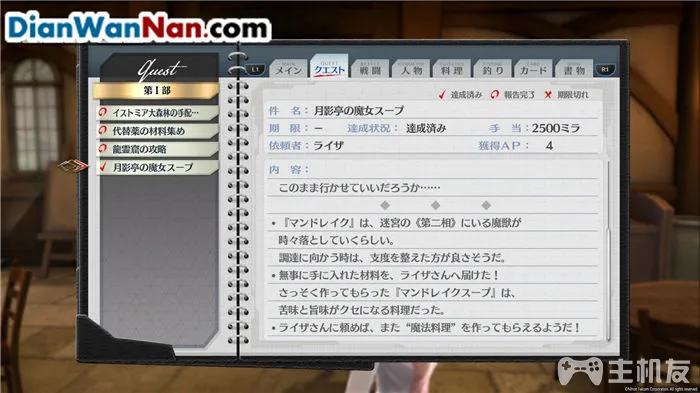 DianWanNan.com
quest
L1
MAIN
メイン
QUEST
クエスト
BATTLE
戦闘
人物
料理
釣り
CARD
カード
BOOK
書物
R1
第Ⅰ部
イストミア大森林の手配…
代替薬の材料集め
龍霊窟の攻略
月影亭の魔女スープ
達成済み
報告完了
期限切れ
件 名：月影亭の魔女スープ
期 限：－ 達成状況：達成済み 手 当：2500ミラ
依頼者：ライザ 獲得ＡＰ： 4
内 容：
このまま行かせていいだろうか……
・『マンドレイク』は、迷宮の《第二相》にいる魔獣が
時々落としていくらしい。
調達に向かう時は、支度を整えた方が良さそうだ。
・無事に手に入れた材料を、ライザさんへ届けた！
さっそく作ってもらった『マンドレイクスープ』は、
苦味と旨味がクセになる料理だった。
・ライザさんに頼めば、また“魔法料理”を作ってもらえるようだ！
主机友
©Nihon Falcom Corporation. All rights reserved.